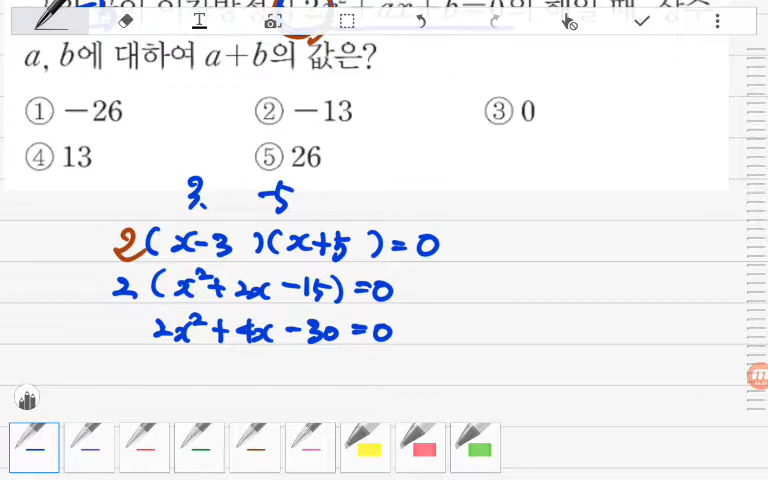 a, b에 대하여 a+b의 값은?
① −26 ② −13 ③ 0
④ 13 ⑤ 26
3. -5
2(x-3)(x+5)=0
2(x²+2x-15)=0
2x²+4x-30=0